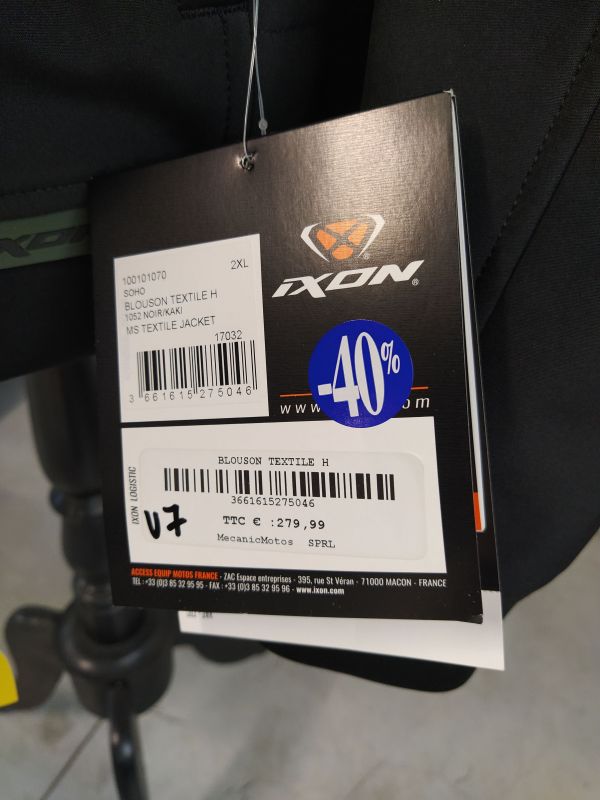 IXON
100101070 2XL
SOHO
BLOUSON TEXTILE H
1052 NOIR/KAKI
MS TEXTILE JACKET
17032
3 661615 275046
iXON®
-40%
www. om
IXON LOGISTIC
BLOUSON TEXTILE H
3661615275046
U7
TTC € :279,99
MecanicMotos SPRL
ACCESS EQUIP MOTOS FRANCE - ZAC Espace entreprises - 395, rue St Véran - 71000 MACON - FRANCE
TEL : +33 (0)3 85 32 95 95 - FAX : +33 (0)3 85 32 95 96 - www.ixon.com